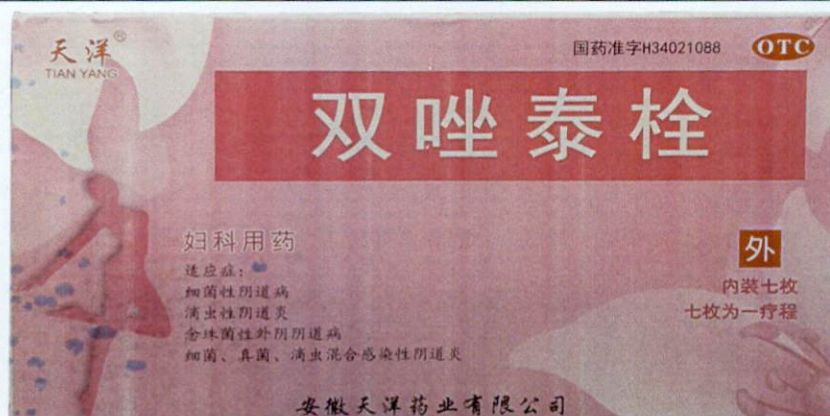 天洋®
TIAN YANG
国药准字H34021088
OTC
双唑泰栓
妇科用药
适应症：
细菌性阴道病
滴虫性阴道炎
念珠菌性外阴阴道病
细菌、真菌、滴虫混合感染性阴道炎
外
内装七枚
七枚为一疗程
安徽天洋药业有限公司